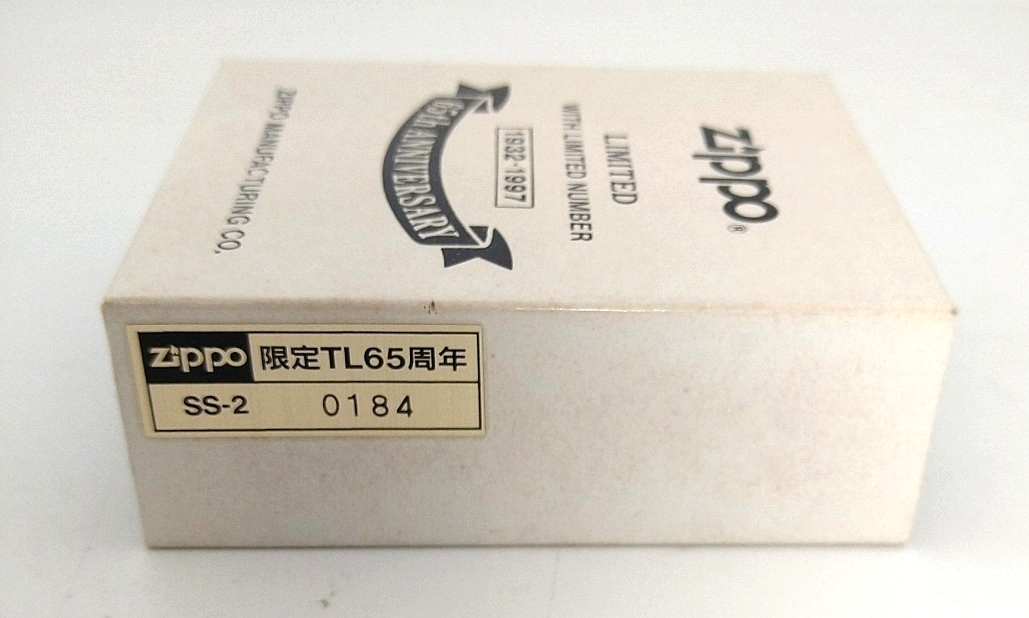 zippo®
LIMITED
WITH LIMITED NUMBER
1932-1997
65th ANNIVERSARY
ZIPPO MANUFACTURING CO.
zippo 限定TL65周年
SS-2 0184